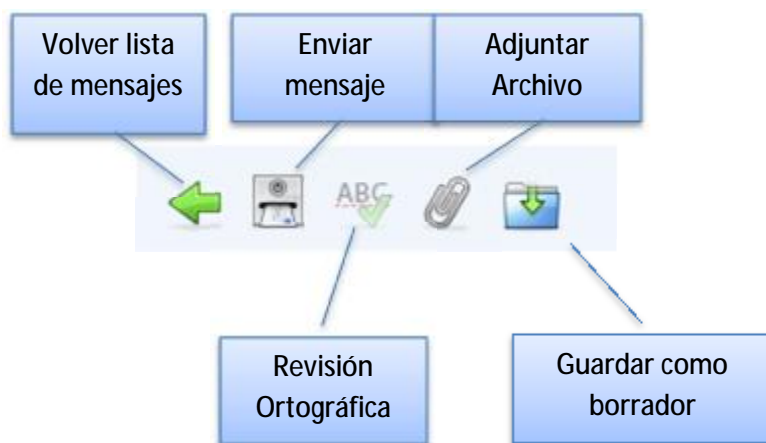 Volver lista
de mensajes
Enviar
mensaje
Adjuntar
Archivo
ABC
Revisión
Ortográfica
Guardar como
borrador